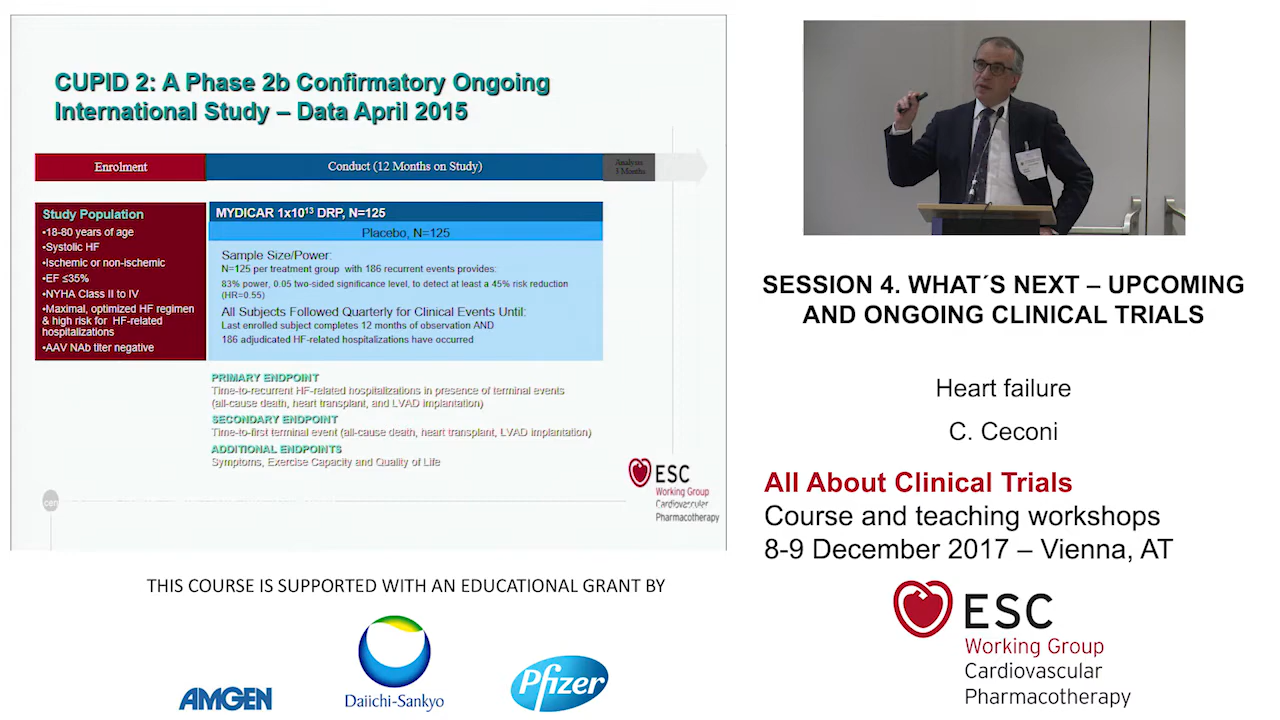 CUPID 2: A Phase 2b Confirmatory Ongoing
International Study – Data April 2015
Enrolment
Conduct (12 Months on Study)
Analysis:
Months
Study Population
•18-80 years of age
•Systolic HF
•Ischemic or non-ischemic
•EF ≤35%
•NYHA Class II to IV
•Maximal, optimized HF regimen
& high risk for HF-related
hospitalizations
•AAV NAb titer negative
MYDICAR 1x10¹³ DRP, N=125
Placebo, N=125
Sample Size/Power:
N=125 per treatment group with 186 recurrent events provides:
83% power, 0.05 two-sided significance level, to detect at least a 45% risk reduction
(HR=0.55)
All Subjects Followed Quarterly for Clinical Events Until:
Last enrolled subject completes 12 months of observation AND
186 adjudicated HF-related hospitalizations have occurred
PRIMARY ENDPOINT
Time-to-recurrent HF-related hospitalizations in presence of terminal events
(all-cause death, heart transplant, and LVAD implantation)
SECONDARY ENDPOINT
Time-to-first terminal event (all-cause death, heart transplant, LVAD implantation)
ADDITIONAL ENDPOINTS
Symptoms, Exercise Capacity and Quality of Life
ESC
Working Group
Cardiovascular
Pharmacotherapy
SESSION 4. WHAT´S NEXT – UPCOMING
AND ONGOING CLINICAL TRIALS
Heart failure
C. Ceconi
All About Clinical Trials
Course and teaching workshops
8-9 December 2017 – Vienna, AT
ESC
Working Group
Cardiovascular
Pharmacotherapy
THIS COURSE IS SUPPORTED WITH AN EDUCATIONAL GRANT BY
AMGEN
Daiichi-Sankyo
Pfizer